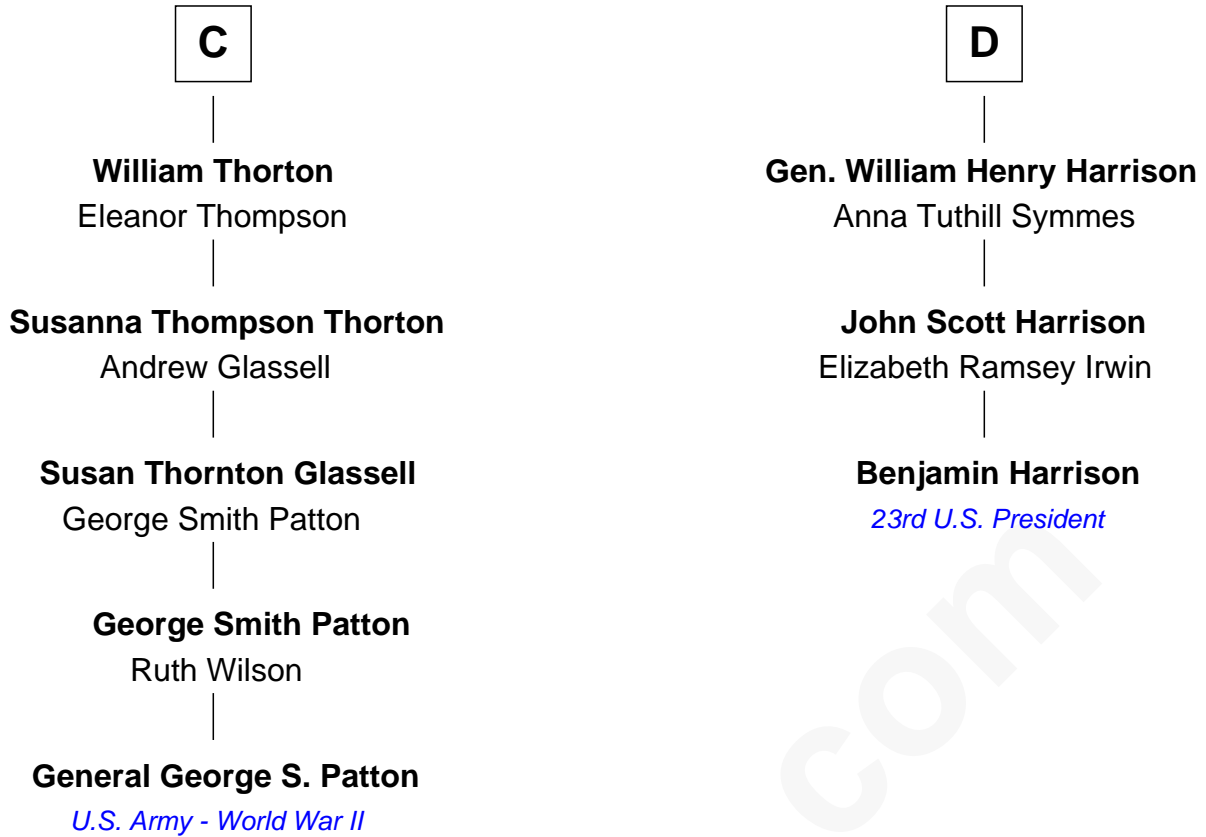 C
William Thorton
Eleanor Thompson
Susanna Thompson Thorton
Andrew Glassell
Susan Thornton Glassell
George Smith Patton
George Smith Patton
Ruth Wilson
General George S. Patton
U.S. Army - World War II
D
Gen. William Henry Harrison
Anna Tuthill Symmes
John Scott Harrison
Elizabeth Ramsey Irwin
Benjamin Harrison
23rd U.S. President
com